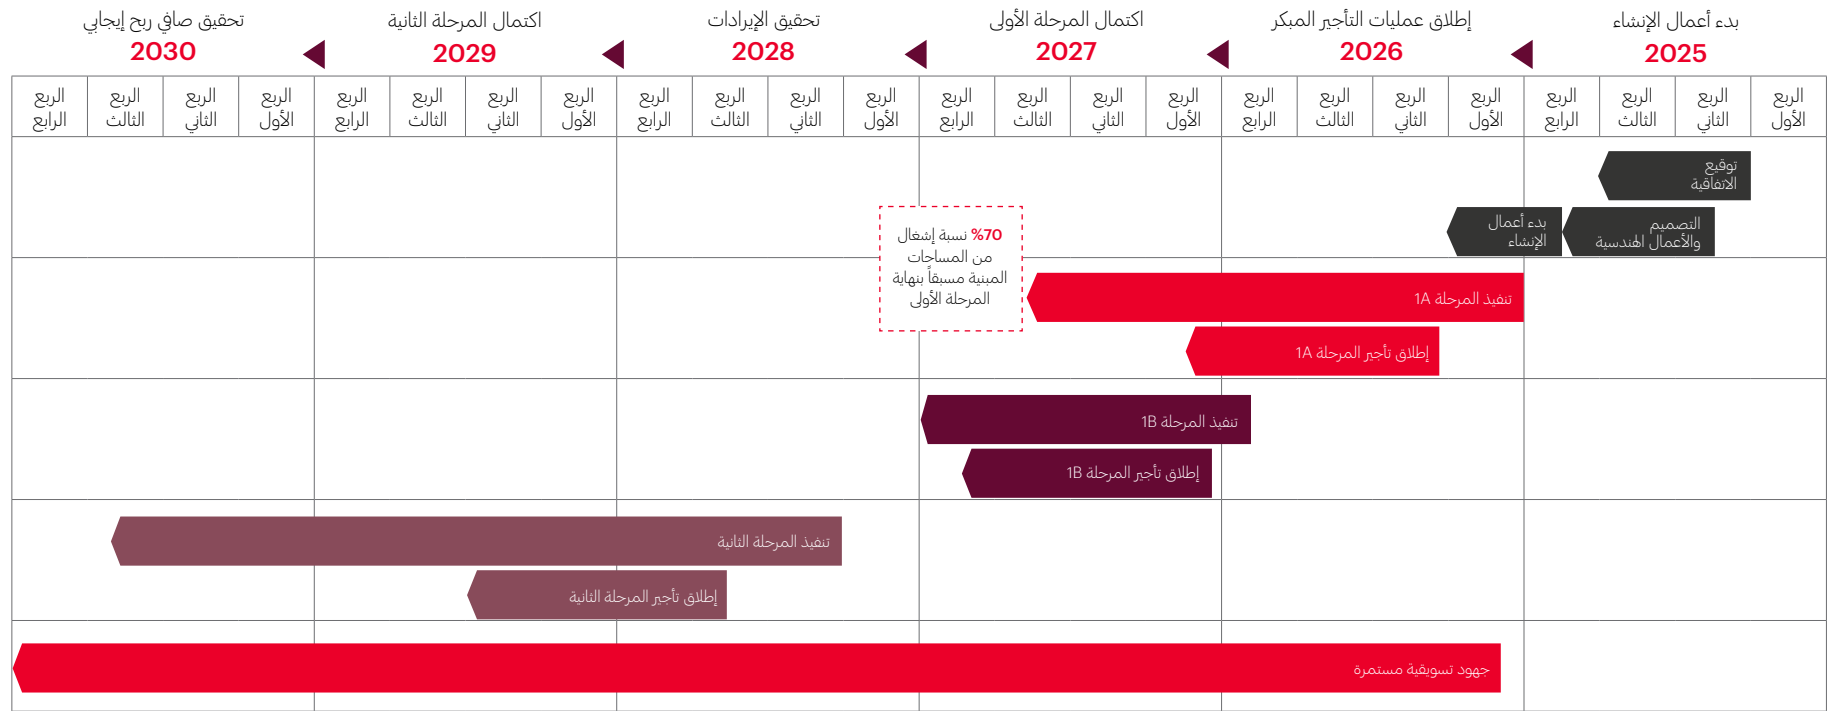 بدء أعمال الإنشاء
2025
إطلاق عمليات التأجير المبكر
2026
اكتمال المرحلة الأولى
2027
تحقيق الإيرادات
2028
اكتمال المرحلة الثانية
2029
تحقيق صافي ربح إيجابي
2030
الربع الأول
الربع الثاني
الربع الثالث
الربع الرابع
الربع الأول
الربع الثاني
الربع الثالث
الربع الرابع
الربع الأول
الربع الثاني
الربع الثالث
الربع الرابع
الربع الأول
الربع الثاني
الربع الثالث
الربع الرابع
الربع الأول
الربع الثاني
الربع الثالث
الربع الرابع
الربع الأول
الربع الثاني
الربع الثالث
الربع الرابع
توقيع
الاتفاقية
التصميم
والأعمال الهندسية
بدء أعمال
الإنشاء
%70 نسبة إشغال
من المساحات
المبنية مسبقاً بنهاية
المرحلة الأولى
تنفيذ المرحلة 1A
إطلاق تأجير المرحلة 1A
تنفيذ المرحلة 1B
إطلاق تأجير المرحلة 1B
تنفيذ المرحلة الثانية
إطلاق تأجير المرحلة الثانية
جهود تسويقية مستمرة